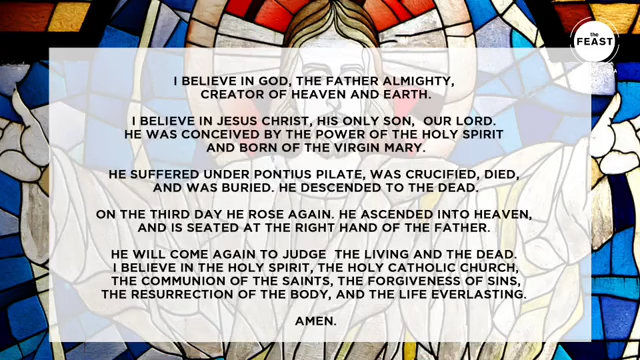 the
FEAST
I BELIEVE IN GOD, THE FATHER ALMIGHTY,
CREATOR OF HEAVEN AND EARTH.
I BELIEVE IN JESUS CHRIST, HIS ONLY SON, OUR LORD.
HE WAS CONCEIVED BY THE POWER OF THE HOLY SPIRIT
AND BORN OF THE VIRGIN MARY.
HE SUFFERED UNDER PONTIUS PILATE, WAS CRUCIFIED, DIED,
AND WAS BURIED. HE DESCENDED TO THE DEAD.
ON THE THIRD DAY HE ROSE AGAIN. HE ASCENDED INTO HEAVEN,
AND IS SEATED AT THE RIGHT HAND OF THE FATHER.
HE WILL COME AGAIN TO JUDGE THE LIVING AND THE DEAD.
I BELIEVE IN THE HOLY SPIRIT, THE HOLY CATHOLIC CHURCH,
THE COMMUNION OF THE SAINTS, THE FORGIVENESS OF SINS,
THE RESURRECTION OF THE BODY, AND THE LIFE EVERLASTING.
AMEN.